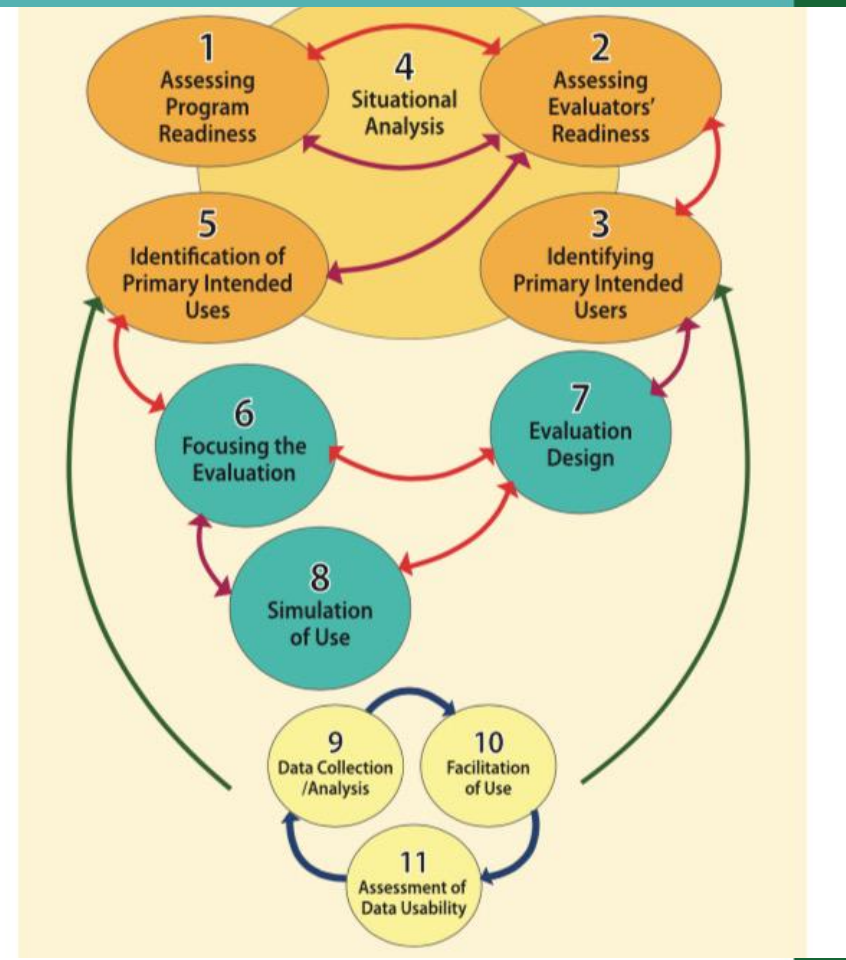 1
Assessing
Program
Readiness
2
Assessing
Evaluators'
Readiness
4
Situational
Analysis
5
Identification of
Primary Intended
Uses
3
Identifying
Primary Intended
Users
6
Focusing the
Evaluation
7
Evaluation
Design
8
Simulation
of Use
9
Data Collection
/Analysis
10
Facilitation
of Use
11
Assessment of
Data Usability